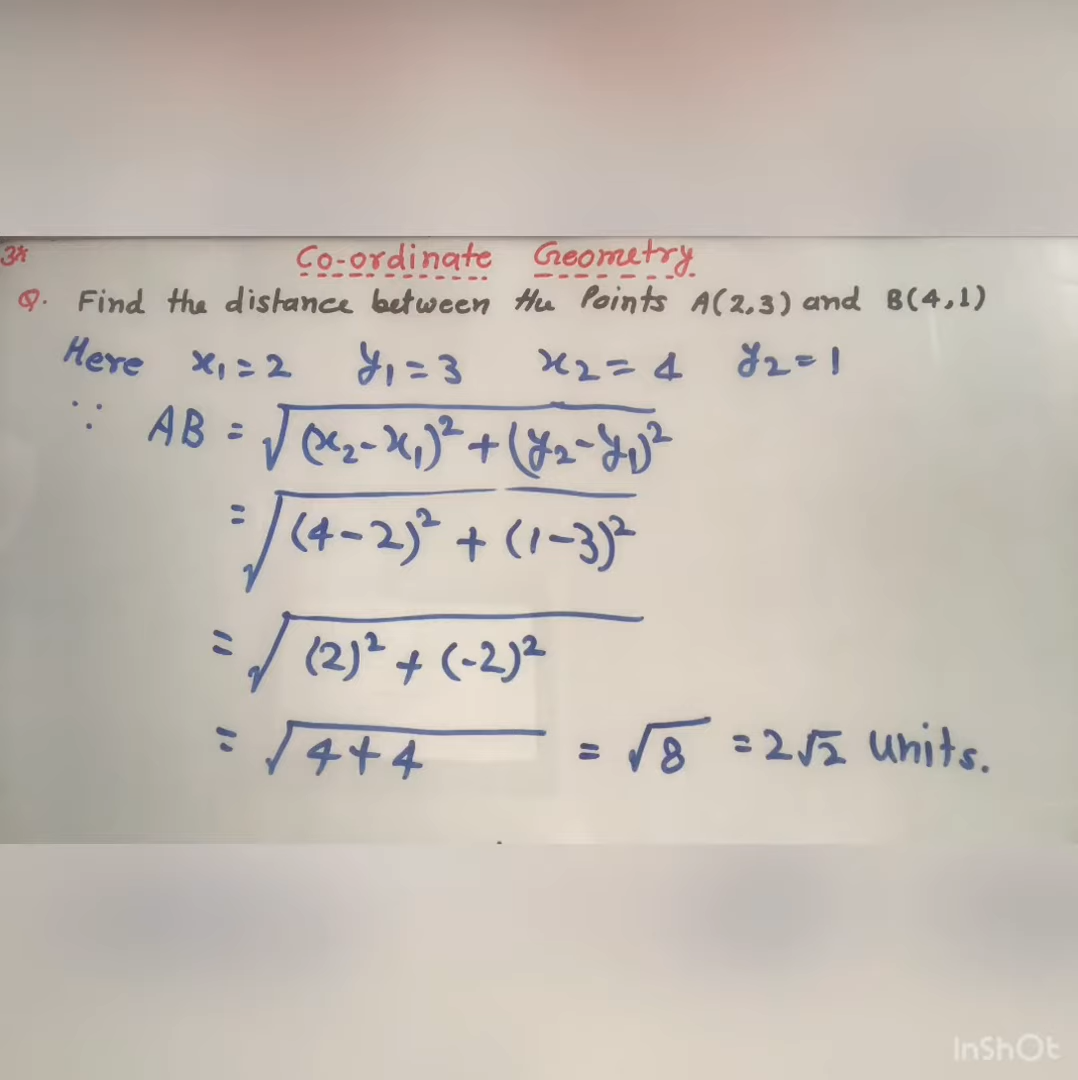 Co-ordinate Geometry
Q. Find the distance between the Points A(2,3) and B(4,1)
Here x₁=2 y₁=3 x₂=4 y₂=1
∵ AB = √(x₂-x₁)²+(y₂-y₁)²
= √(4-2)² + (1-3)²
= √(2)² + (-2)²
= √4+4 = √8 = 2√2 units.
InShOt